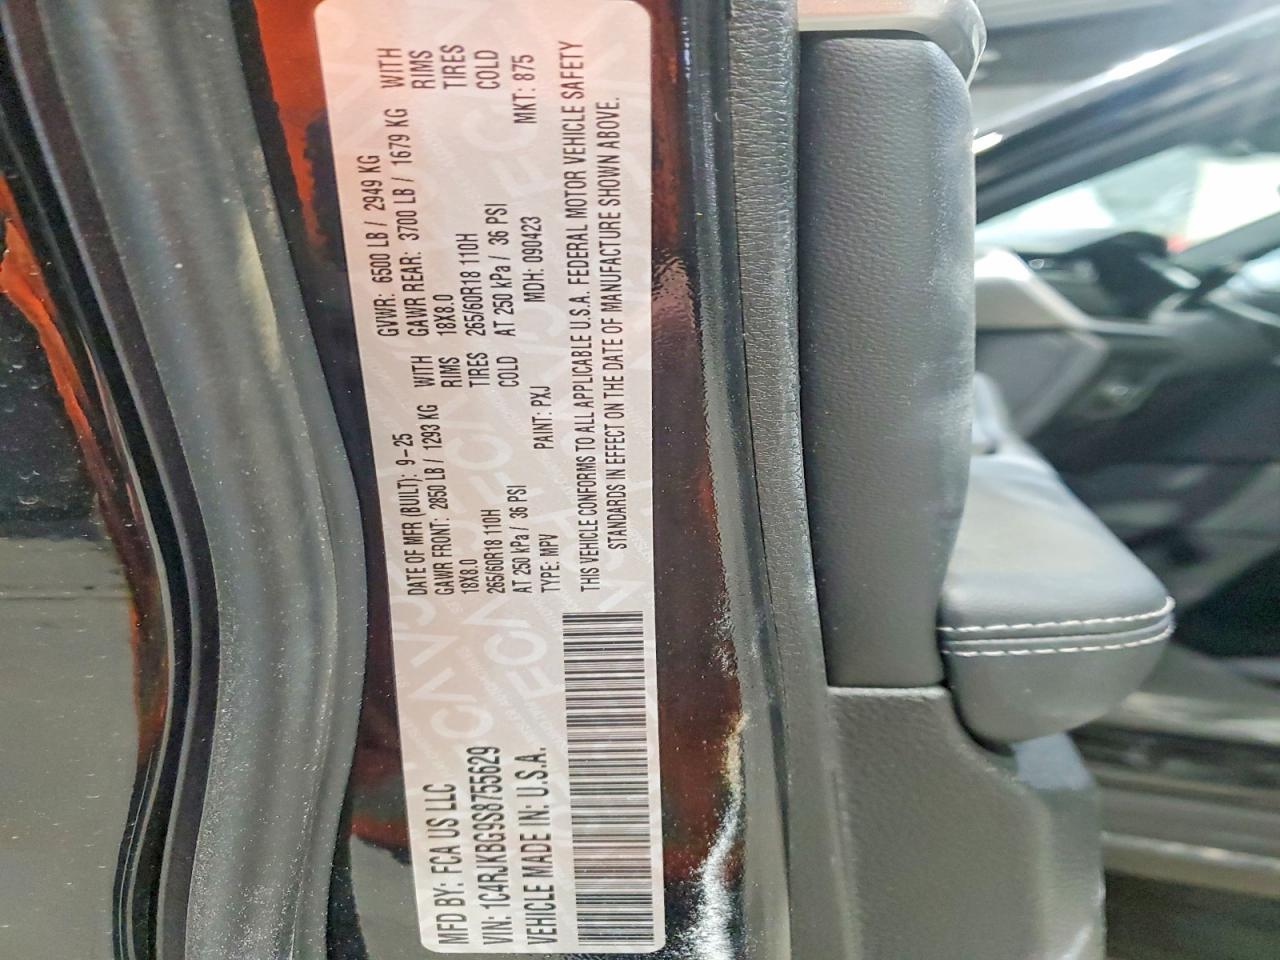 MFD BY: FCA US LLC
VIN: 1C4RJKBG9S8755629
VEHICLE MADE IN: U.S.A.
DATE OF MFR (BUILT): 9-25 GVWR: 6500 LB / 2949 KG
GAWR FRONT: 2850 LB / 1293 KG WITH GAWR REAR: 3700 LB / 1679 KG WITH
18X8.0 RIMS 18X8.0 RIMS
265/60R18 110H TIRES 265/60R18 110H TIRES
AT 250 kPa / 36 PSI COLD AT 250 kPa / 36 PSI COLD
TYPE: MPV PAINT: PXJ MDH: 090423 MKT: 875
THIS VEHICLE CONFORMS TO ALL APPLICABLE U.S.A. FEDERAL MOTOR VEHICLE SAFETY
STANDARDS IN EFFECT ON THE DATE OF MANUFACTURE SHOWN ABOVE.